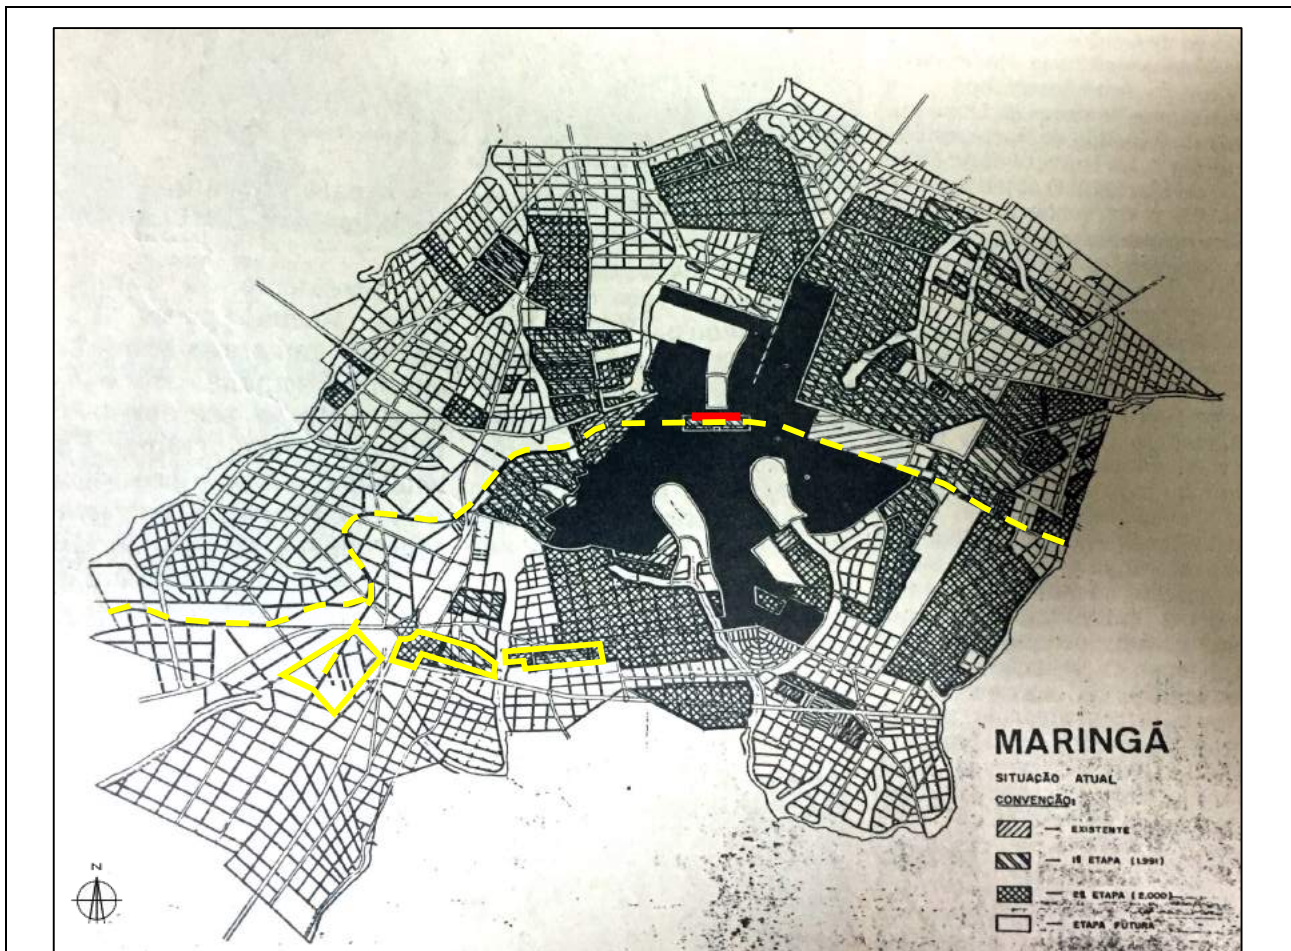 MARINGÁ
SITUAÇÃO ATUAL
CONVENÇÃO:
— EXISTENTE
— 1ª ETAPA (1.991)
— 2ª ETAPA (2.000)
— ETAPA FUTURA
N